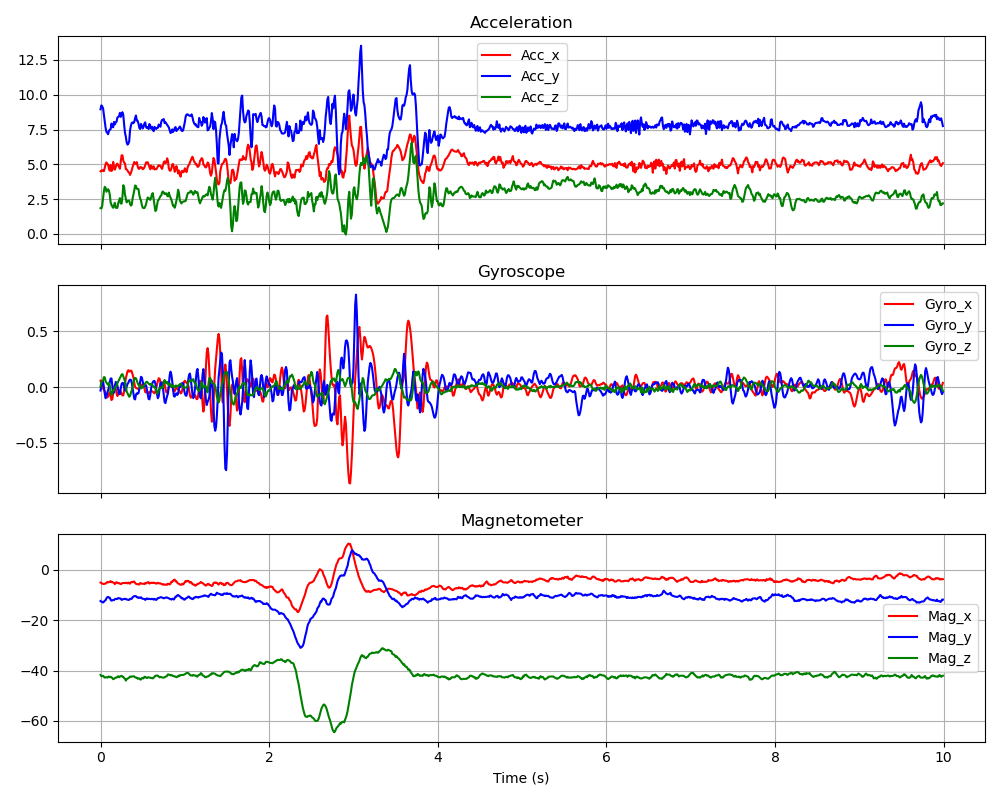 Acceleration
12.5
10.0
7.5
5.0
2.5
0.0
Acc_x
Acc_y
Acc_z
Gyroscope
0.5
0.0
−0.5
Gyro_x
Gyro_y
Gyro_z
Magnetometer
0
−20
−40
−60
Mag_x
Mag_y
Mag_z
0 2 4 6 8 10
Time (s)